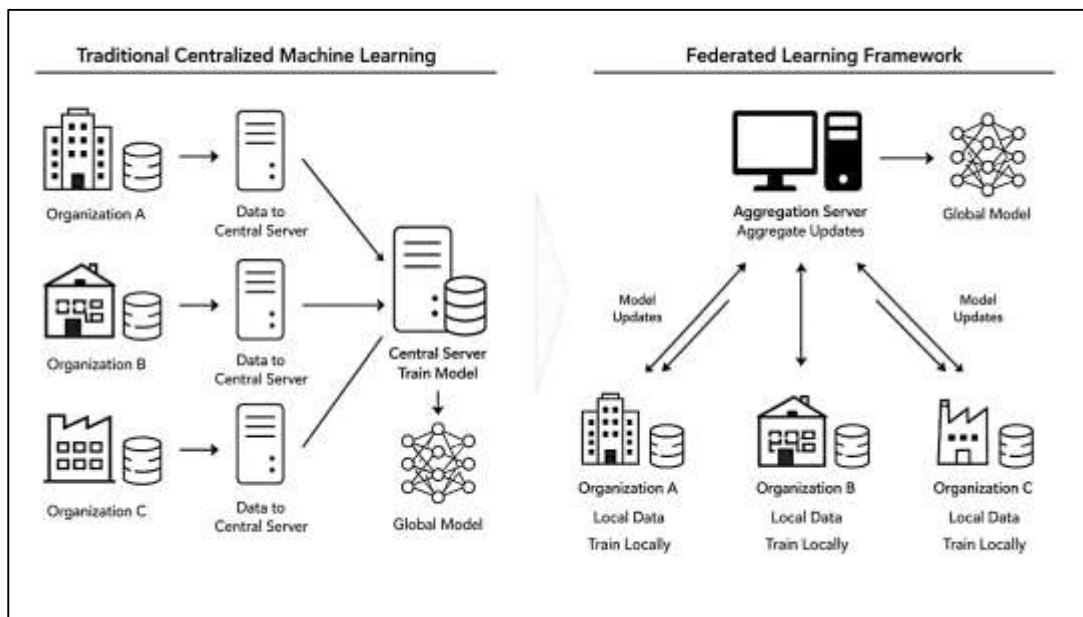 Traditional Centralized Machine Learning
Organization A
Data to
Central Server
Organization B
Data to
Central Server
Organization C
Data to
Central Server
Central Server
Train Model
Global Model
Federated Learning Framework
Aggregation Server
Aggregate Updates
Global Model
Model
Updates
Model
Updates
Organization A
Local Data
Train Locally
Organization B
Local Data
Train Locally
Organization C
Local Data
Train Locally